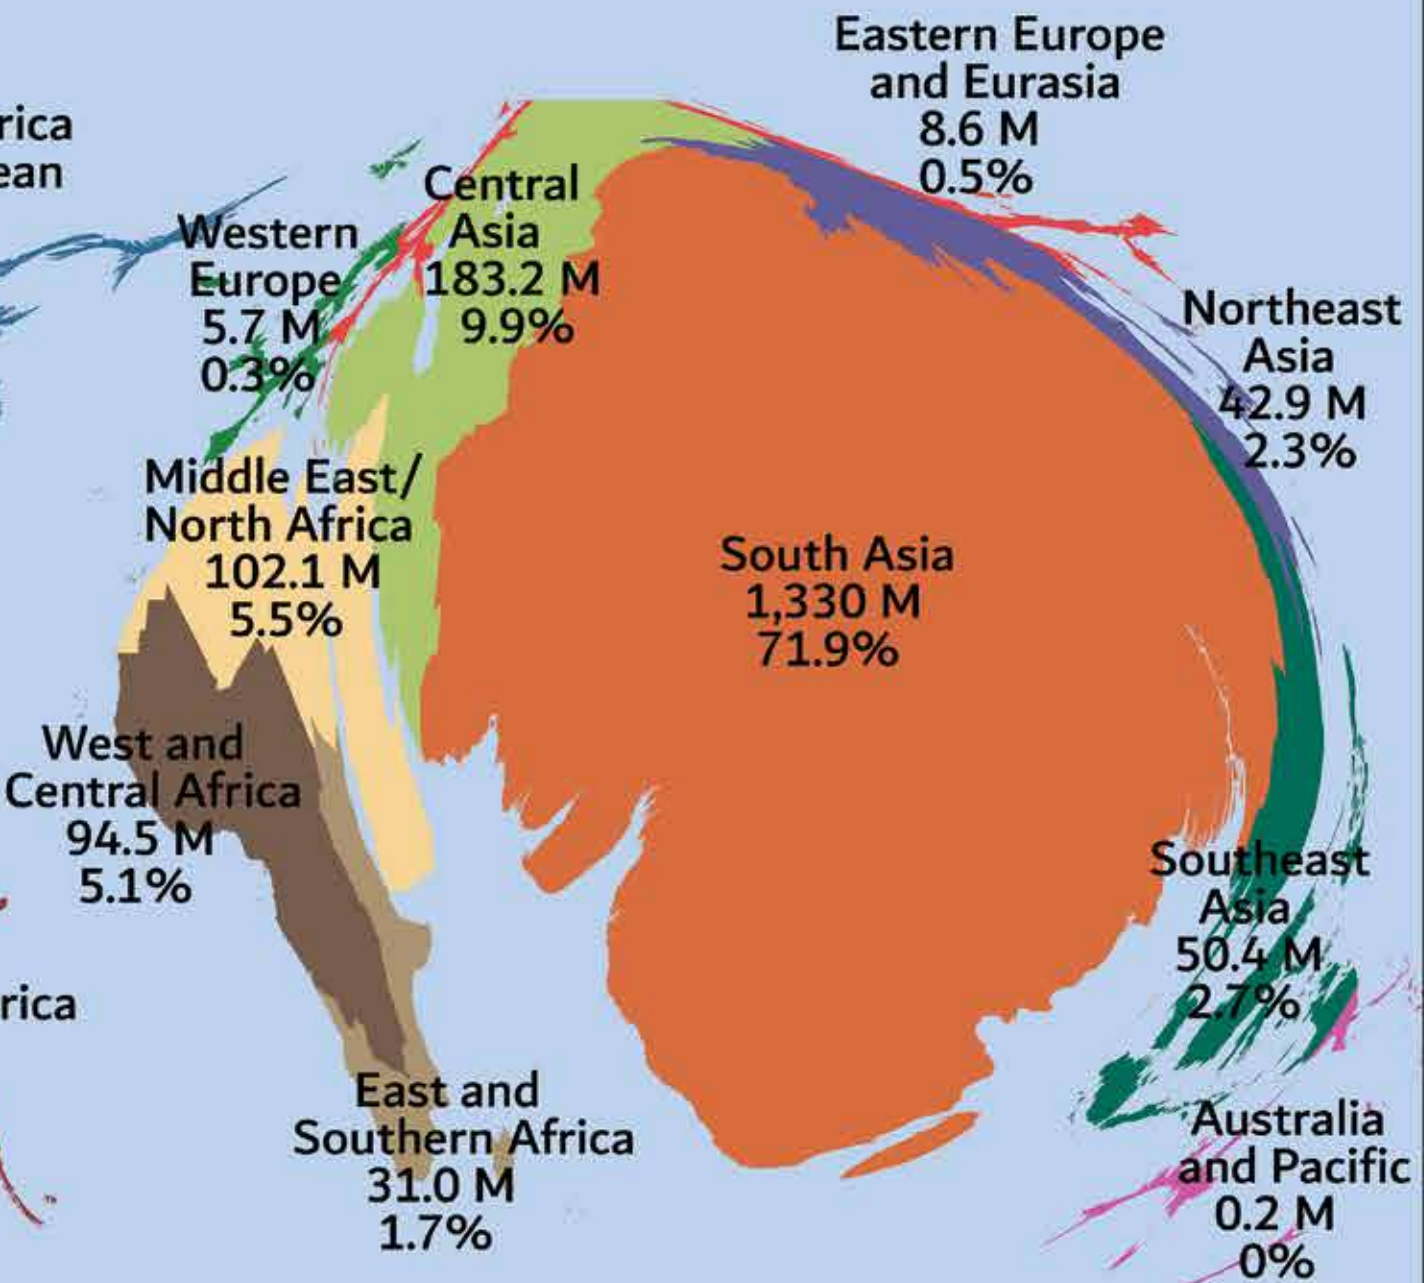 Eastern Europe
and Eurasia
8.6 M
0.5%
rica
ean
Central
Asia
183.2 M
9.9%
Western
Europe
5.7 M
0.3%
Northeast
Asia
42.9 M
2.3%
Middle East/
North Africa
102.1 M
5.5%
South Asia
1,330 M
71.9%
West and
Central Africa
94.5 M
5.1%
Southeast
Asia
50.4 M
2.7%
rica
East and
Southern Africa
31.0 M
1.7%
Australia
and Pacific
0.2 M
0%